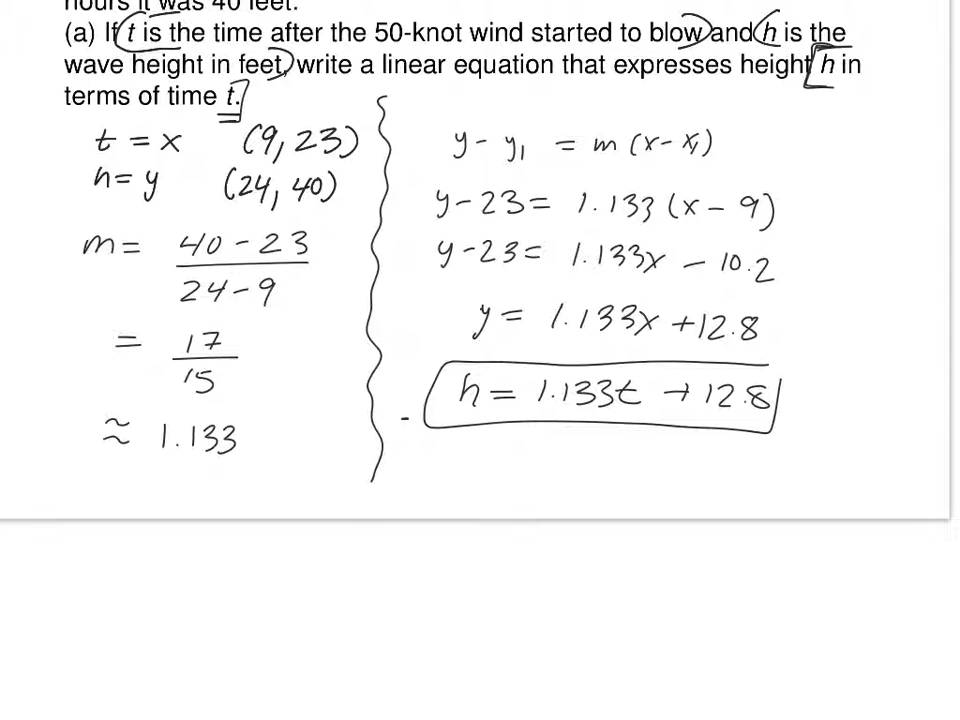 hours it was 40 feet.
(a) If t is the time after the 50-knot wind started to blow and h is the
wave height in feet, write a linear equation that expresses height h in
terms of time t.
t = x (9, 23)
h = y (24, 40)
m = 40 - 23
24 - 9
= 17
15
≈ 1.133
y - y₁ = m (x - x₁)
y - 23 = 1.133 (x - 9)
y - 23 = 1.133x - 10.2
y = 1.133x + 12.8
h = 1.133t + 12.8